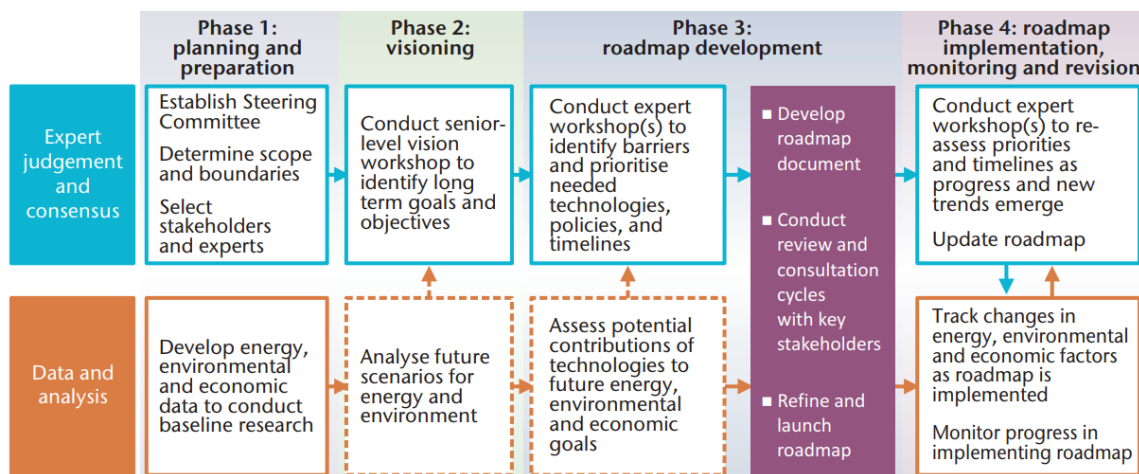 Phase 1:
planning and
preparation
Phase 2:
visioning
Phase 3:
roadmap development
Phase 4: roadmap
implementation,
monitoring and revision
Expert
judgement
and
consensus
Establish Steering
Committee
Determine scope
and boundaries
Select
stakeholders
and experts
Conduct senior-
level vision
workshop to
identify long
term goals and
objectives
Conduct expert
workshop(s) to
identify barriers
and prioritise
needed
technologies,
policies, and
timelines
■ Develop
roadmap
document
■ Conduct
review and
consultation
cycles
with key
stakeholders
■ Refine and
launch
roadmap
Conduct expert
workshop(s) to re-
assess priorities
and timelines as
progress and new
trends emerge
Update roadmap
Data and
analysis
Develop energy,
environmental
and economic
data to conduct
baseline research
Analyse future
scenarios for
energy and
environment
Assess potential
contributions of
technologies to
future energy,
environmental
and economic
goals
Track changes in
energy, environmental
and economic factors
as roadmap is
implemented
Monitor progress in
implementing roadmap